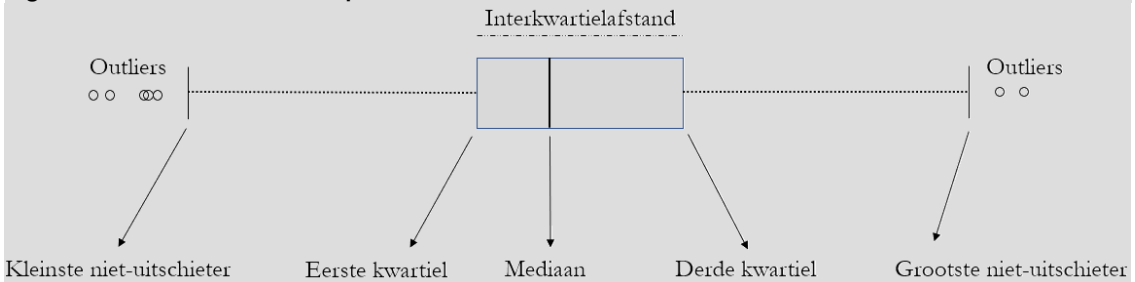 Interkwartielafstand
Outliers
Outliers
Kleinste niet-uitschieter
Eerste kwartiel
Mediaan
Derde kwartiel
Grootste niet-uitschieter